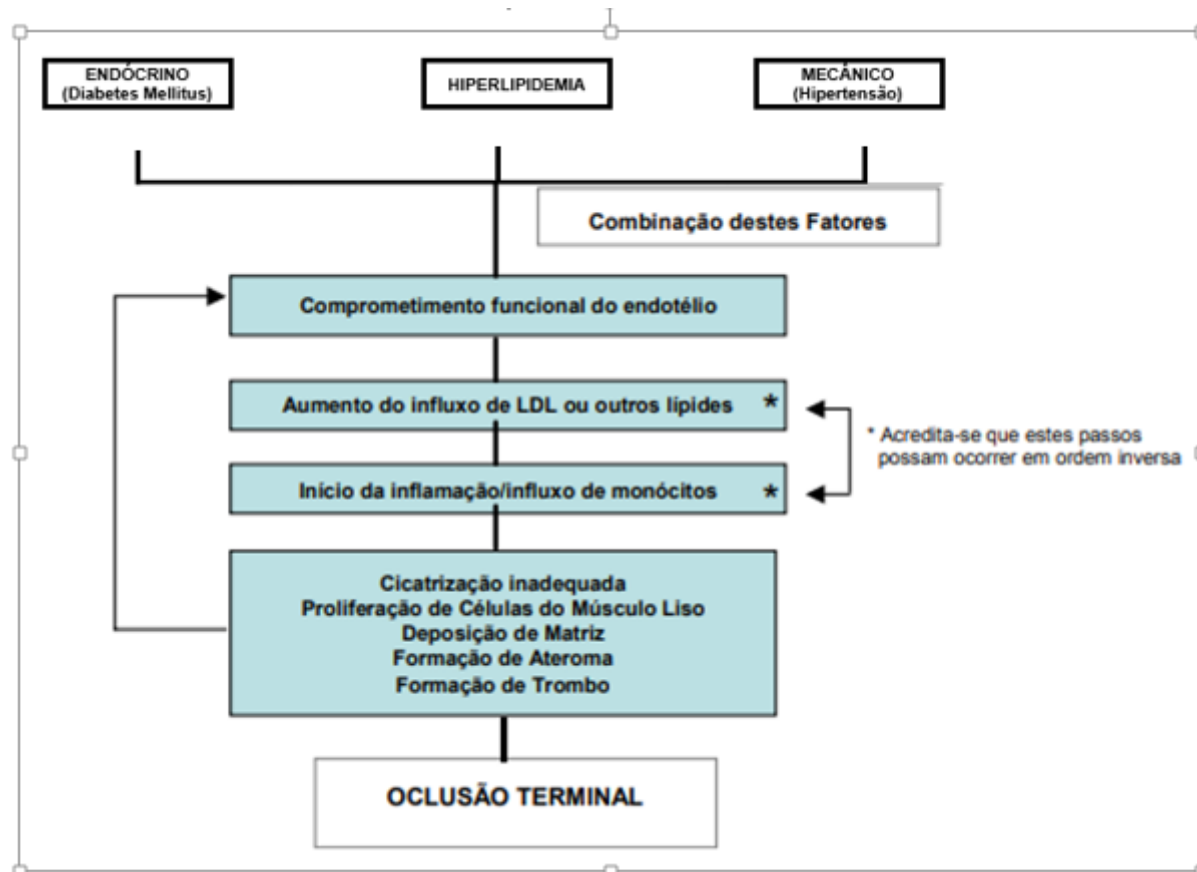 ENDÓCRINO
(Diabetes Mellitus)
HIPERLIPIDEMIA
MECÂNICO
(Hipertensão)
Combinação destes Fatores
Comprometimento funcional do endotélio
Aumento do influxo de LDL ou outros lípides *
Início da inflamação/influxo de monócitos *
* Acredita-se que estes passos
possam ocorrer em ordem inversa
Cicatrização inadequada
Proliferação de Células do Músculo Liso
Deposição de Matriz
Formação de Ateroma
Formação de Trombo
OCLUSÃO TERMINAL